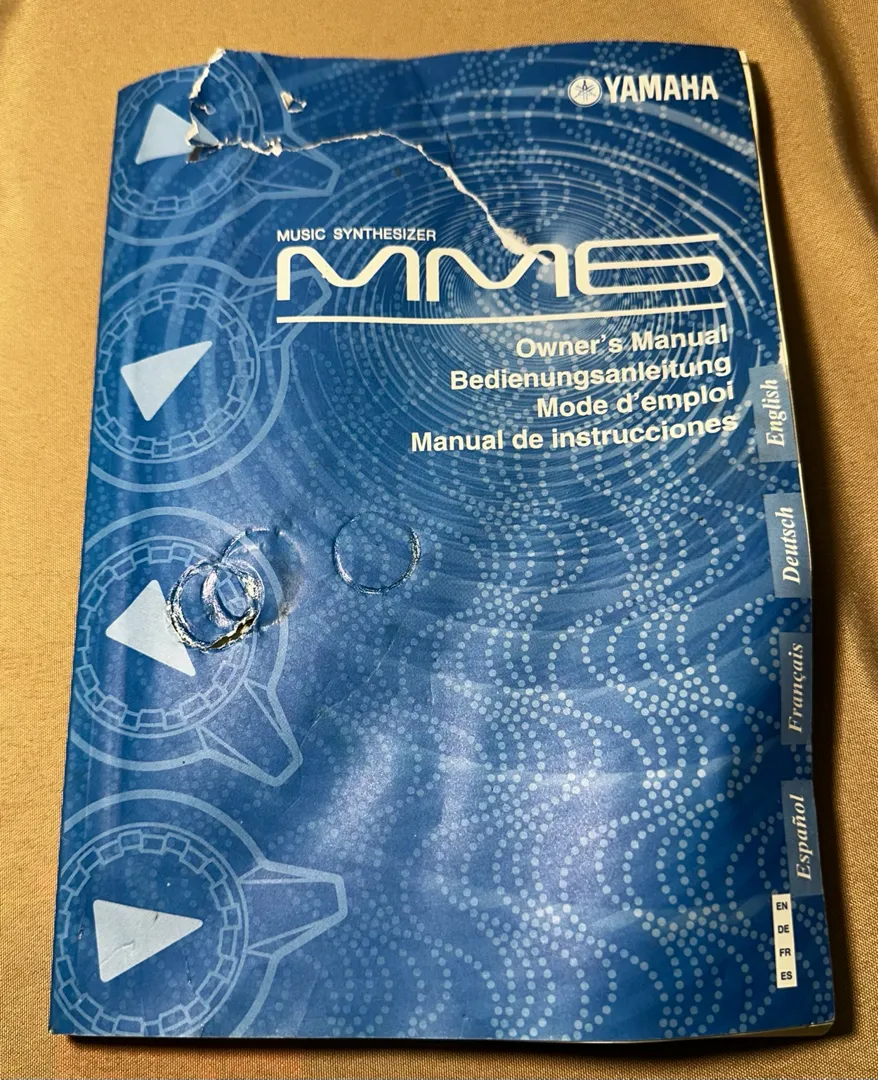 YAMAHA
MUSIC SYNTHESIZER
MM6
Owner's Manual
Bedienungsanleitung
Mode d'emploi
Manual de instrucciones
English
Deutsch
Français
Español
EN
DE
FR
ES